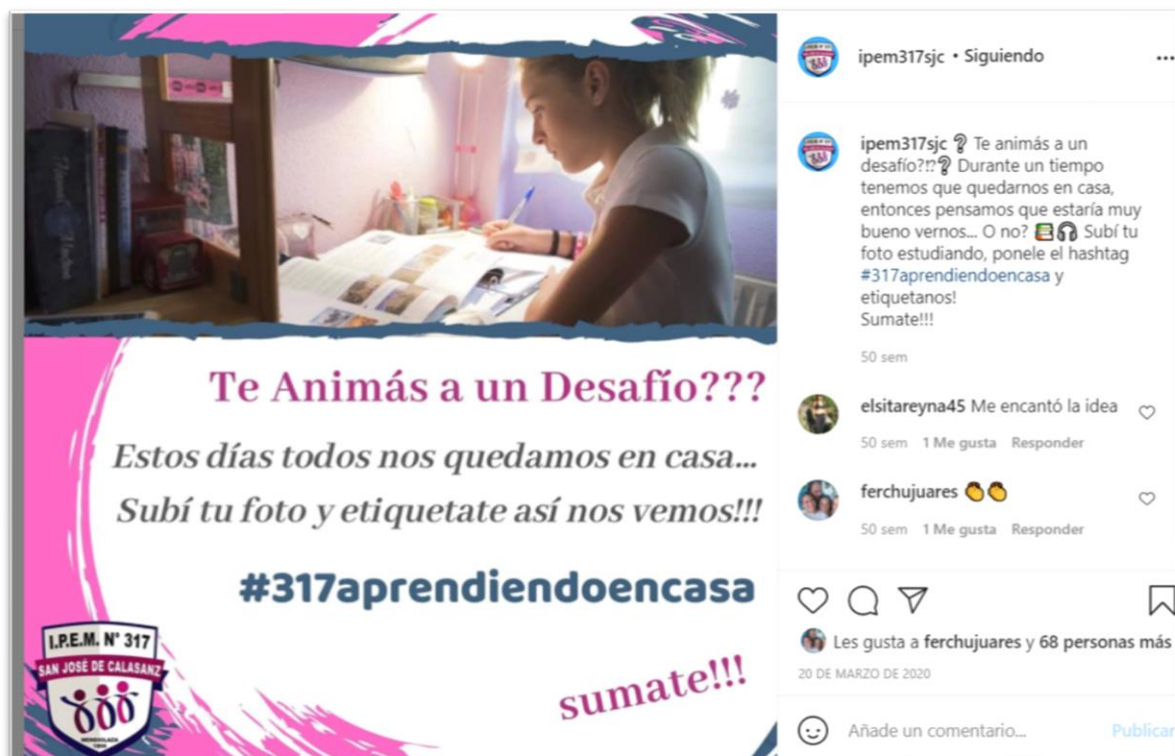 Te Animás a un Desafío???
Estos días todos nos quedamos en casa...
Subí tu foto y etiquetate así nos vemos!!!
#317aprendiendoencasa
sumate!!!
I.P.E.M. N° 317
SAN JOSÉ DE CALASANZ
MENDIOLAZA
ipem317sjc • Siguiendo
ipem317sjc ❔ Te animás a un
desafío?!?❔ Durante un tiempo
tenemos que quedarnos en casa,
entonces pensamos que estaría muy
bueno vernos... O no? 📚🎧 Subí tu
foto estudiando, ponele el hashtag
#317aprendiendoencasa y
etiquetanos!
Sumate!!!
50 sem
elsitareyna45 Me encantó la idea
50 sem 1 Me gusta Responder
ferchujuares 👏👏
50 sem 1 Me gusta Responder
Les gusta a ferchujuares y 68 personas más
20 DE MARZO DE 2020
Añade un comentario... Publicar